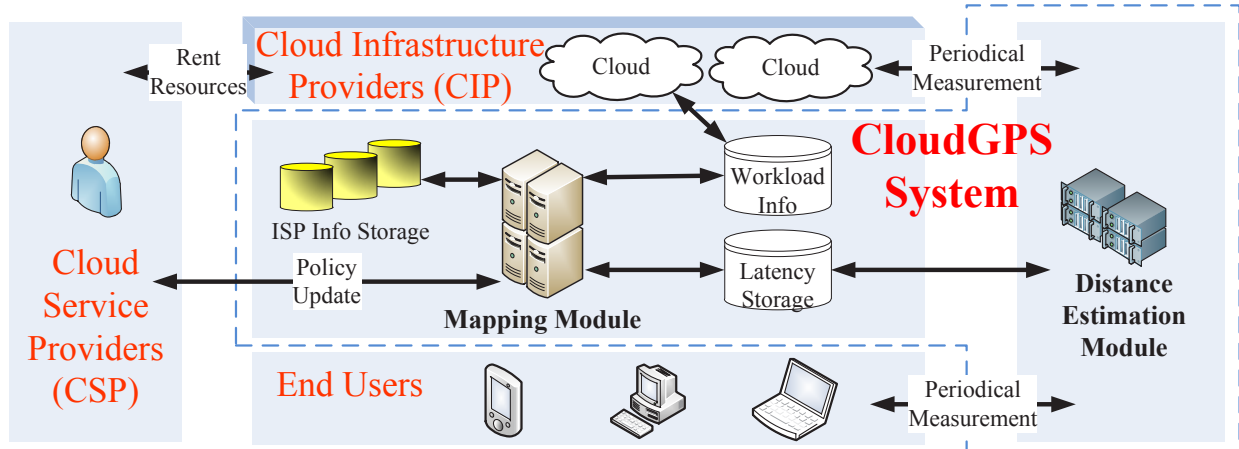 Rent
Resources
Cloud Infrastructure
Providers (CIP)
Cloud
Cloud
Periodical
Measurement
CloudGPS
System
ISP Info Storage
Workload
Info
Policy
Update
Mapping Module
Latency
Storage
Cloud
Service
Providers
(CSP)
Distance
Estimation
Module
End Users
Periodical
Measurement